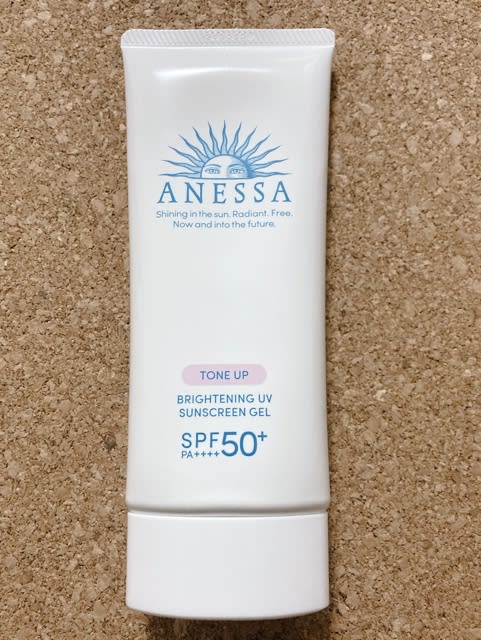 ANESSA
Shining in the sun. Radiant. Free.
Now and into the future.
TONE UP
BRIGHTENING UV
SUNSCREEN GEL
SPF50+
PA++++